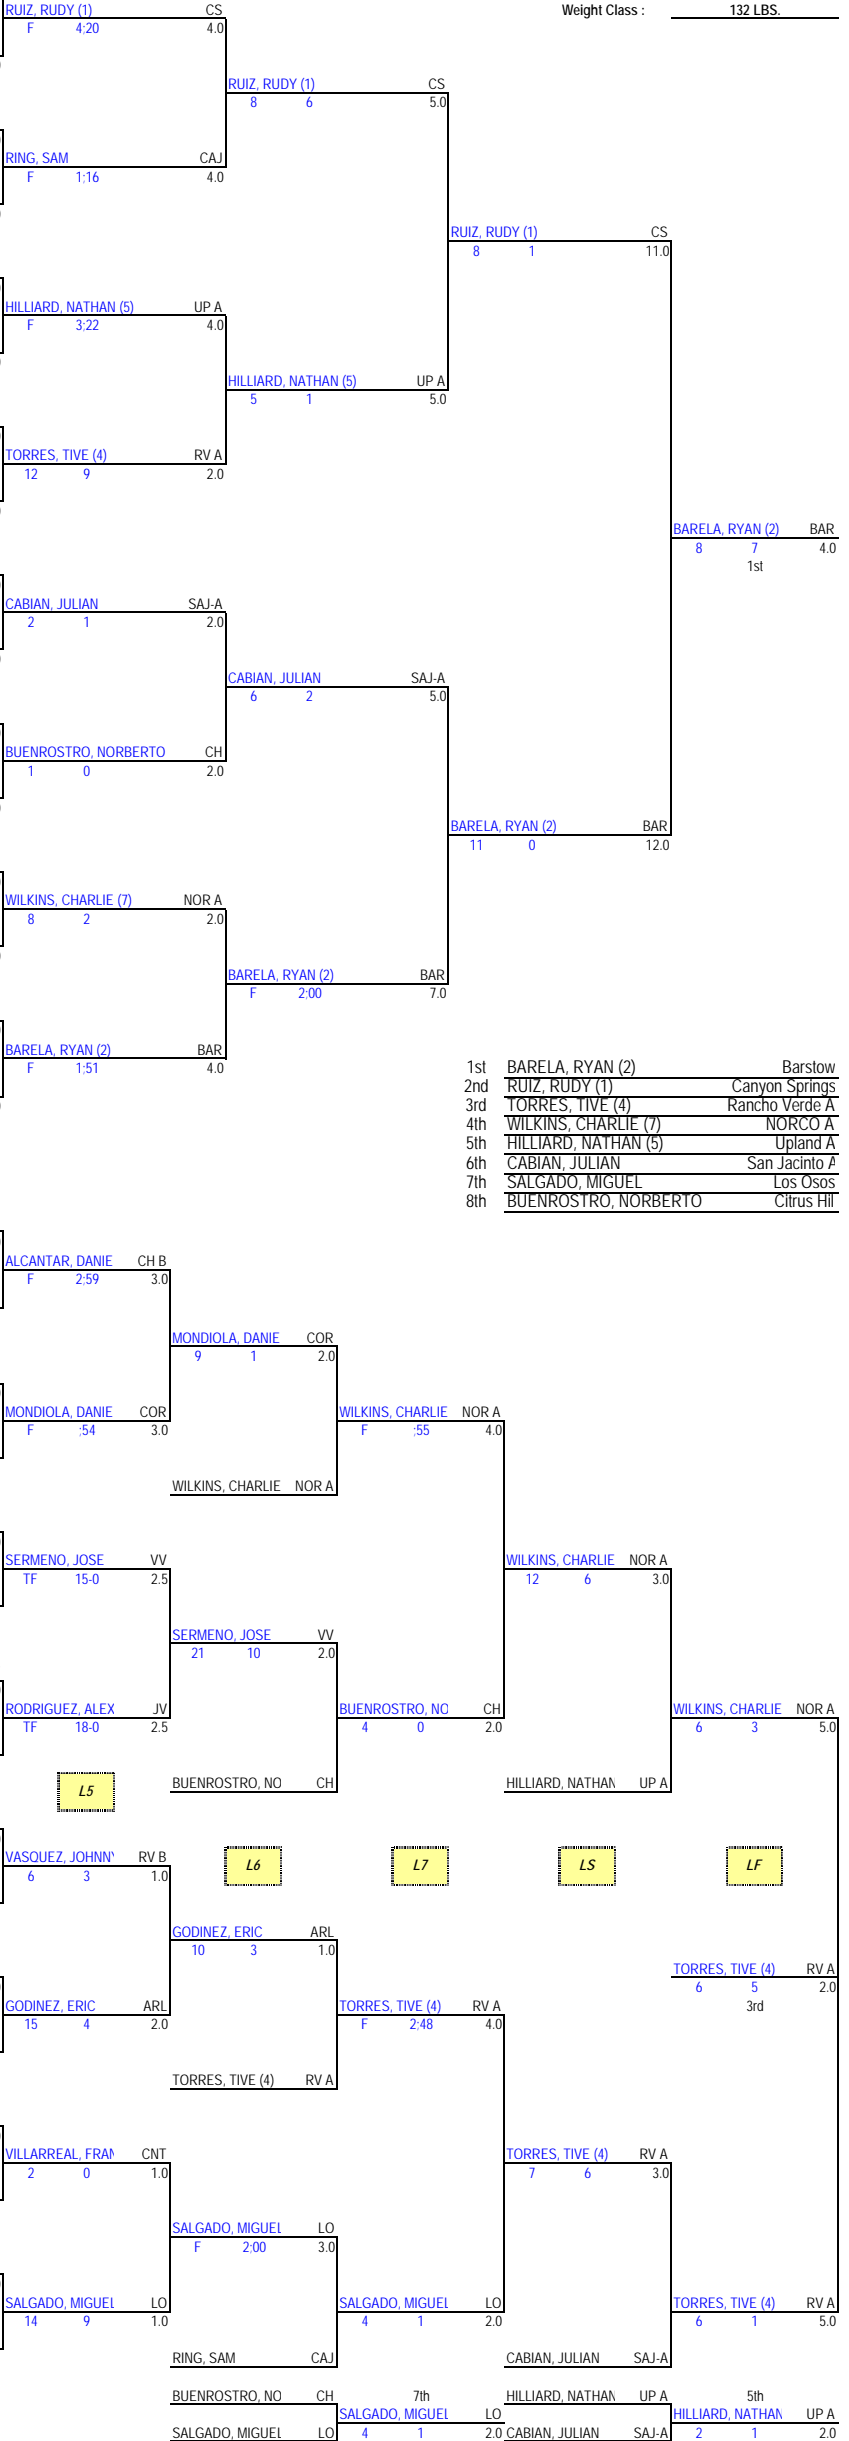 RUIZ, RUDY (1) CS Weight Class : 132 LBS.
F 4;20 4.0
RUIZ, RUDY (1) CS
8 6 5.0
RING, SAM CAJ
F 1;16 4.0
RUIZ, RUDY (1) CS
8 1 11.0
HILLIARD, NATHAN (5) UP A
F 3;22 4.0
HILLIARD, NATHAN (5) UP A
5 1 5.0
TORRES, TIVE (4) RV A
12 9 2.0
BARELA, RYAN (2) BAR
8 7 4.0
1st
CABIAN, JULIAN SAJ-A
2 1 2.0
CABIAN, JULIAN SAJ-A
6 2 5.0
BUENROSTRO, NORBERTO CH
1 0 2.0
BARELA, RYAN (2) BAR
11 0 12.0
WILKINS, CHARLIE (7) NOR A
8 2 2.0
BARELA, RYAN (2) BAR
F 2;00 7.0
BARELA, RYAN (2) BAR
F 1;51 4.0
1st BARELA, RYAN (2) Barstow
2nd RUIZ, RUDY (1) Canyon Springs
3rd TORRES, TIVE (4) Rancho Verde A
4th WILKINS, CHARLIE (7) NORCO A
5th HILLIARD, NATHAN (5) Upland A
6th CABIAN, JULIAN San Jacinto A
7th SALGADO, MIGUEL Los Osos
8th BUENROSTRO, NORBERTO Citrus Hil
ALCANTAR, DANIE CH B
F 2;59 3.0
MONDIOLA, DANIE COR
9 1 2.0
MONDIOLA, DANIE COR WILKINS, CHARLIE NOR A
F ;54 3.0 F ;55 4.0
WILKINS, CHARLIE NOR A
SERMENO, JOSE VV WILKINS, CHARLIE NOR A
TF 15-0 2.5 12 6 3.0
SERMENO, JOSE VV
21 10 2.0
RODRIGUEZ, ALEX JV BUENROSTRO, NO CH WILKINS, CHARLIE NOR A
TF 18-0 2.5 4 0 2.0 6 3 5.0
BUENROSTRO, NO CH HILLIARD, NATHAN UP A
L5
VASQUEZ, JOHNNY RV B L6 L7 LS LF
6 3 1.0
GODINEZ, ERIC ARL
10 3 1.0
TORRES, TIVE (4) RV A
6 5 2.0
GODINEZ, ERIC ARL TORRES, TIVE (4) RV A 3rd
15 4 2.0 F 2;48 4.0
TORRES, TIVE (4) RV A
VILLARREAL, FRAN CNT TORRES, TIVE (4) RV A
2 0 1.0 7 6 3.0
SALGADO, MIGUEL LO
F 2;00 3.0
SALGADO, MIGUEL LO SALGADO, MIGUEL LO TORRES, TIVE (4) RV A
14 9 1.0 4 1 2.0 6 1 5.0
RING, SAM CAJ CABIAN, JULIAN SAJ-A
BUENROSTRO, NO CH 7th HILLIARD, NATHAN UP A 5th
SALGADO, MIGUEL LO HILLIARD, NATHAN UP A
SALGADO, MIGUEL LO 4 1 2.0 CABIAN, JULIAN SAJ-A 2 1 2.0